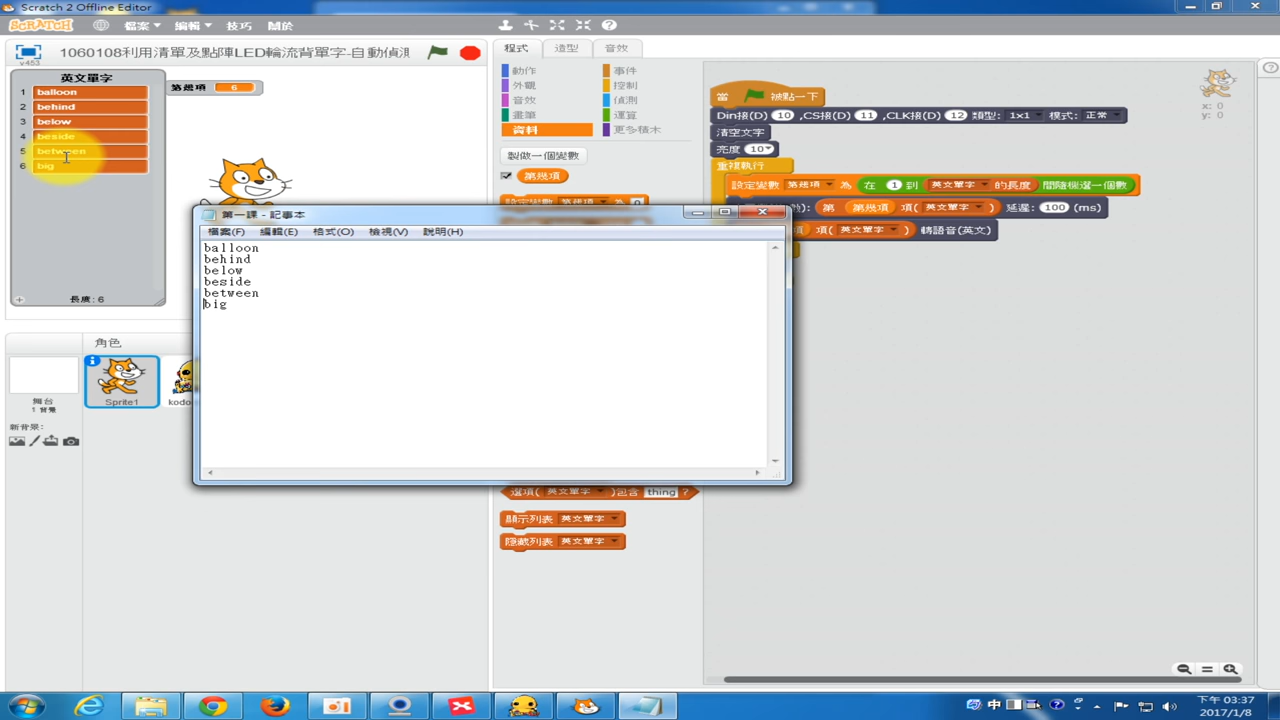 Scratch 2 Offline Editor
SCRATCH 檔案 編輯 技巧 關於
v453 1060108利用清單及點陣LED輪流背單字-自動偵測
英文單字
1 balloon
2 behind
3 below
4 beside
5 between
6 big
長度: 6
第幾項 6
角色
Sprite1
舞台
1 背景
新背景:
程式 造型 音效
動作 事件
外觀 控制
音效 偵測
畫筆 運算
資料 更多積木
製做一個變數
第幾項
設定變數 第幾項 為 0
選項( 英文單字 )包含 thing ?
顯示列表 英文單字
隱藏列表 英文單字
當 被點一下
Din接(D) 10 ,CS接(D) 11 ,CLK接(D) 12 類型: 1x1 模式: 正常
清空文字
亮度 10
重複執行
設定變數 第幾項 為 在 1 到 英文單字 的長度 間隨機選一個數
第 第幾項 項( 英文單字 ) 延遲: 100 (ms)
項( 英文單字 ) 轉語音(英文)
x: 0
y: 0
第一課 - 記事本
檔案(F) 編輯(E) 格式(O) 檢視(V) 說明(H)
balloon
behind
below
beside
between
big
中
下午 03:37
2017/1/8